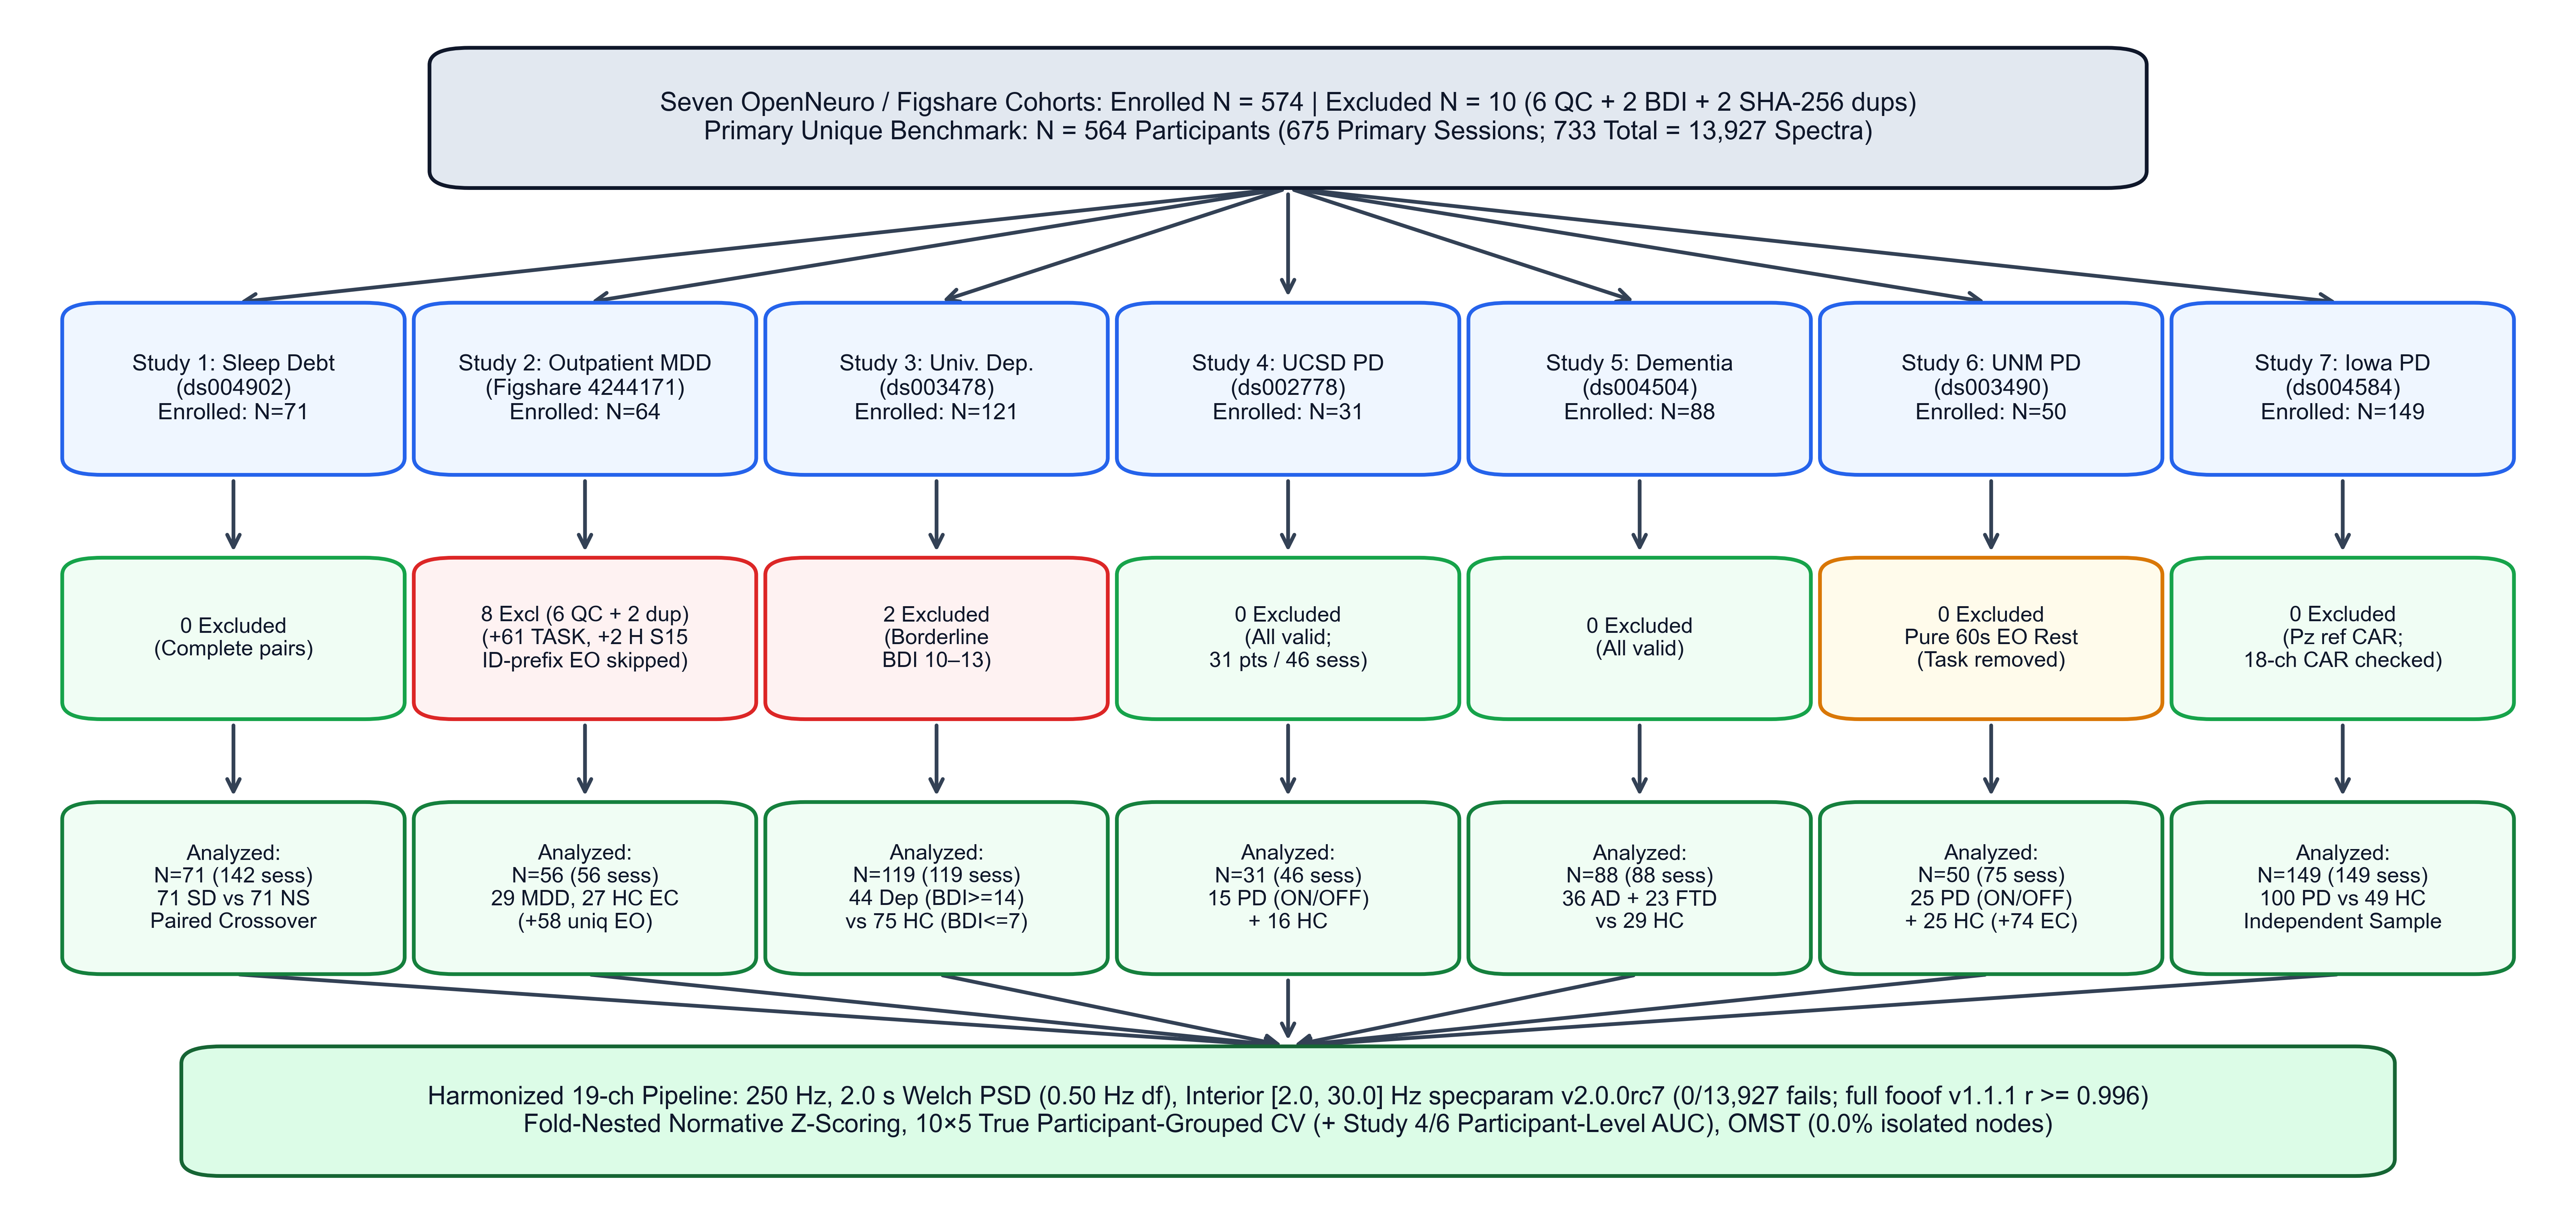 Seven OpenNeuro / Figshare Cohorts: Enrolled N = 574 | Excluded N = 10 (6 QC + 2 BDI + 2 SHA-256 dups)
Primary Unique Benchmark: N = 564 Participants (675 Primary Sessions; 733 Total = 13,927 Spectra)
Study 1: Sleep Debt
(ds004902)
Enrolled: N=71
Study 2: Outpatient MDD
(Figshare 4244171)
Enrolled: N=64
Study 3: Univ. Dep.
(ds003478)
Enrolled: N=121
Study 4: UCSD PD
(ds002778)
Enrolled: N=31
Study 5: Dementia
(ds004504)
Enrolled: N=88
Study 6: UNM PD
(ds003490)
Enrolled: N=50
Study 7: Iowa PD
(ds004584)
Enrolled: N=149
0 Excluded
(Complete pairs)
8 Excl (6 QC + 2 dup)
(+61 TASK, +2 H S15
ID-prefix EO skipped)
2 Excluded
(Borderline
BDI 10–13)
0 Excluded
(All valid;
31 pts / 46 sess)
0 Excluded
(All valid)
0 Excluded
Pure 60s EO Rest
(Task removed)
0 Excluded
(Pz ref CAR;
18-ch CAR checked)
Analyzed:
N=71 (142 sess)
71 SD vs 71 NS
Paired Crossover
Analyzed:
N=56 (56 sess)
29 MDD, 27 HC EC
(+58 uniq EO)
Analyzed:
N=119 (119 sess)
44 Dep (BDI>=14)
vs 75 HC (BDI<=7)
Analyzed:
N=31 (46 sess)
15 PD (ON/OFF)
+ 16 HC
Analyzed:
N=88 (88 sess)
36 AD + 23 FTD
vs 29 HC
Analyzed:
N=50 (75 sess)
25 PD (ON/OFF)
+ 25 HC (+74 EC)
Analyzed:
N=149 (149 sess)
100 PD vs 49 HC
Independent Sample
Harmonized 19-ch Pipeline: 250 Hz, 2.0 s Welch PSD (0.50 Hz df), Interior [2.0, 30.0] Hz specparam v2.0.0rc7 (0/13,927 fails; full fooof v1.1.1 r >= 0.996)
Fold-Nested Normative Z-Scoring, 10×5 True Participant-Grouped CV (+ Study 4/6 Participant-Level AUC), OMST (0.0% isolated nodes)